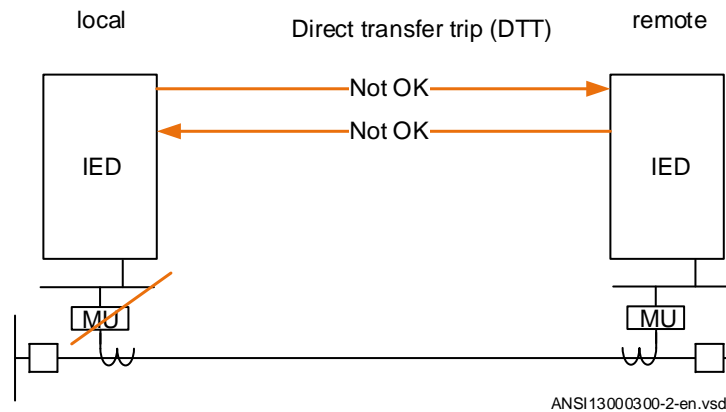 local
Direct transfer trip (DTT)
remote
Not OK
Not OK
IED
IED
MU
MU
ANSI13000300-2-en.vsd